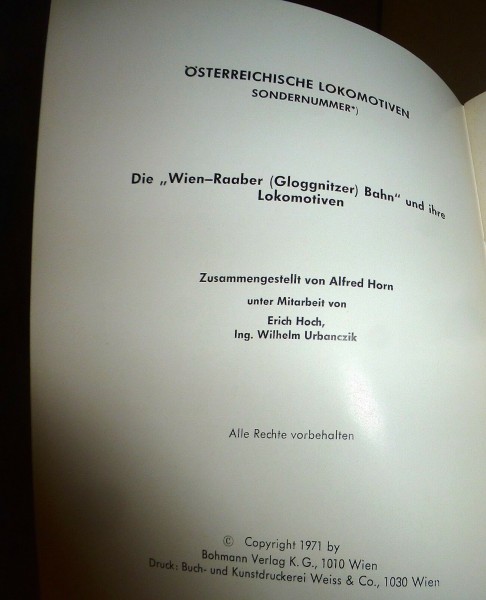 ÖSTERREICHISCHE LOKOMOTIVEN
SONDERNUMMER*)
Die „Wien–Raaber (Gloggnitzer) Bahn“ und ihre
Lokomotiven
Zusammengestellt von Alfred Horn
unter Mitarbeit von
Erich Hoch,
Ing. Wilhelm Urbanczik
Alle Rechte vorbehalten
© Copyright 1971 by
Bohmann Verlag K. G., 1010 Wien
Druck: Buch- und Kunstdruckerei Weiss & Co., 1030 Wien